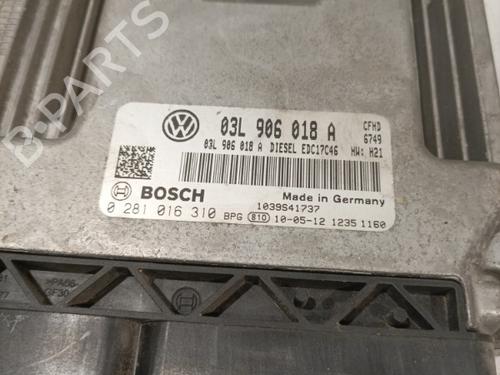 B-PARTS
03L 906 018 A
CFHD
6749
03L 906 018 A DIESEL EDC17C46 HW: H21
BOSCH
Made in Germany
1039S41737
0 281 016 310 BPG 810 10-05-12 1235 1160